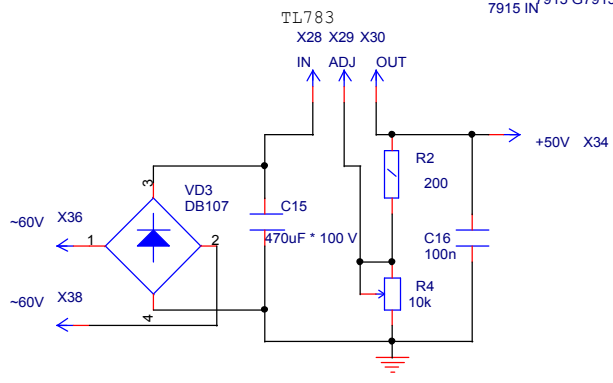 7915 IN
TL783
X28 X29 X30
IN ADJ OUT
+50V X34
R2
200
3
VD3
DB107
C15
470uF * 100 V
~60V X36
1
2
C16
100n
R4
10k
~60V X38
4